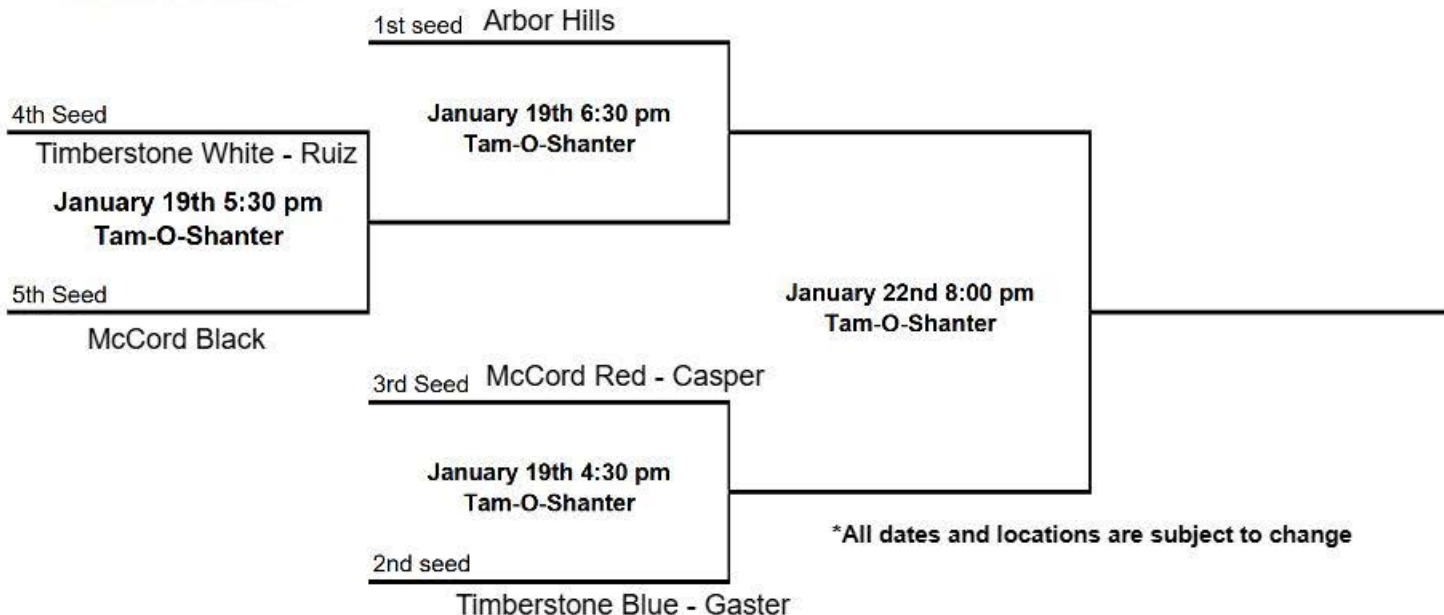 1st seed Arbor Hills
January 19th 6:30 pm
Tam-O-Shanter
4th Seed
Timberstone White - Ruiz
January 19th 5:30 pm
Tam-O-Shanter
5th Seed
McCord Black
January 22nd 8:00 pm
Tam-O-Shanter
3rd Seed McCord Red - Casper
January 19th 4:30 pm
Tam-O-Shanter
2nd seed
Timberstone Blue - Gaster
*All dates and locations are subject to change